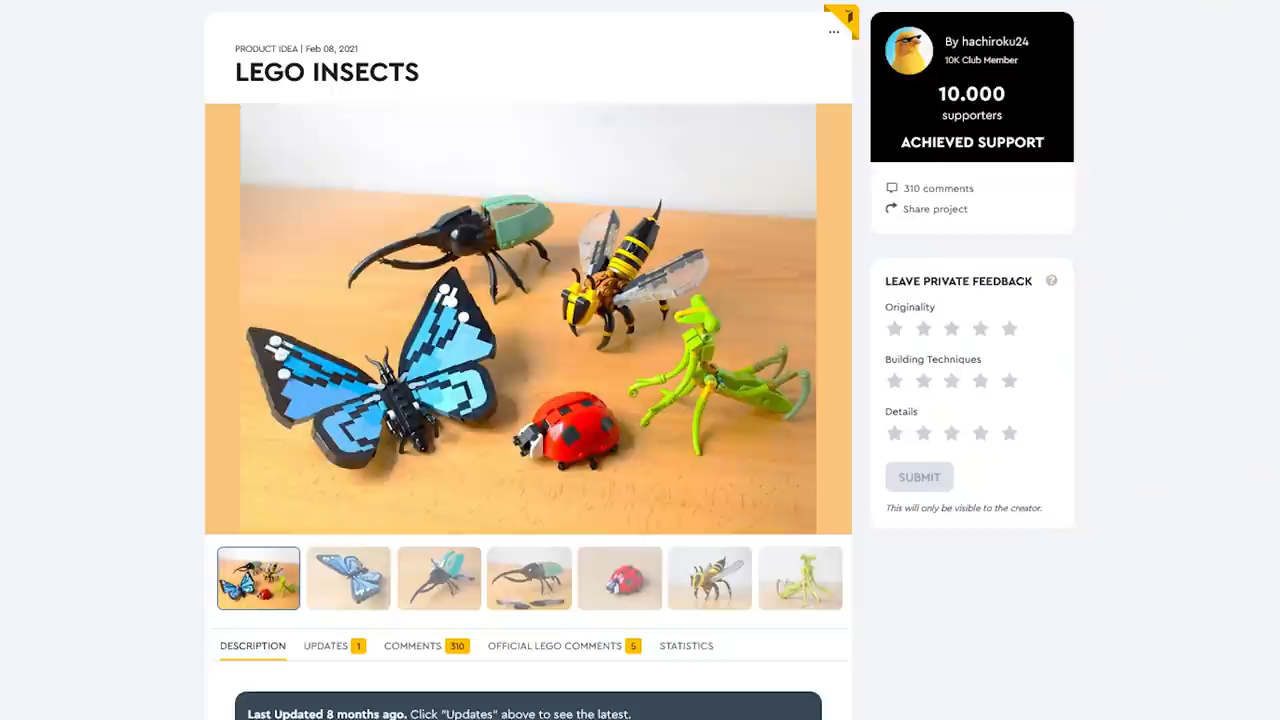 PRODUCT IDEA | Feb 08, 2021
LEGO INSECTS
...
By hachiroku24
10K Club Member
10.000
supporters
ACHIEVED SUPPORT
310 comments
Share project
LEAVE PRIVATE FEEDBACK ?
Originality
Building Techniques
Details
SUBMIT
This will only be visible to the creator.
DESCRIPTION UPDATES 1 COMMENTS 310 OFFICIAL LEGO COMMENTS 5 STATISTICS
Last Updated 8 months ago. Click "Updates" above to see the latest.